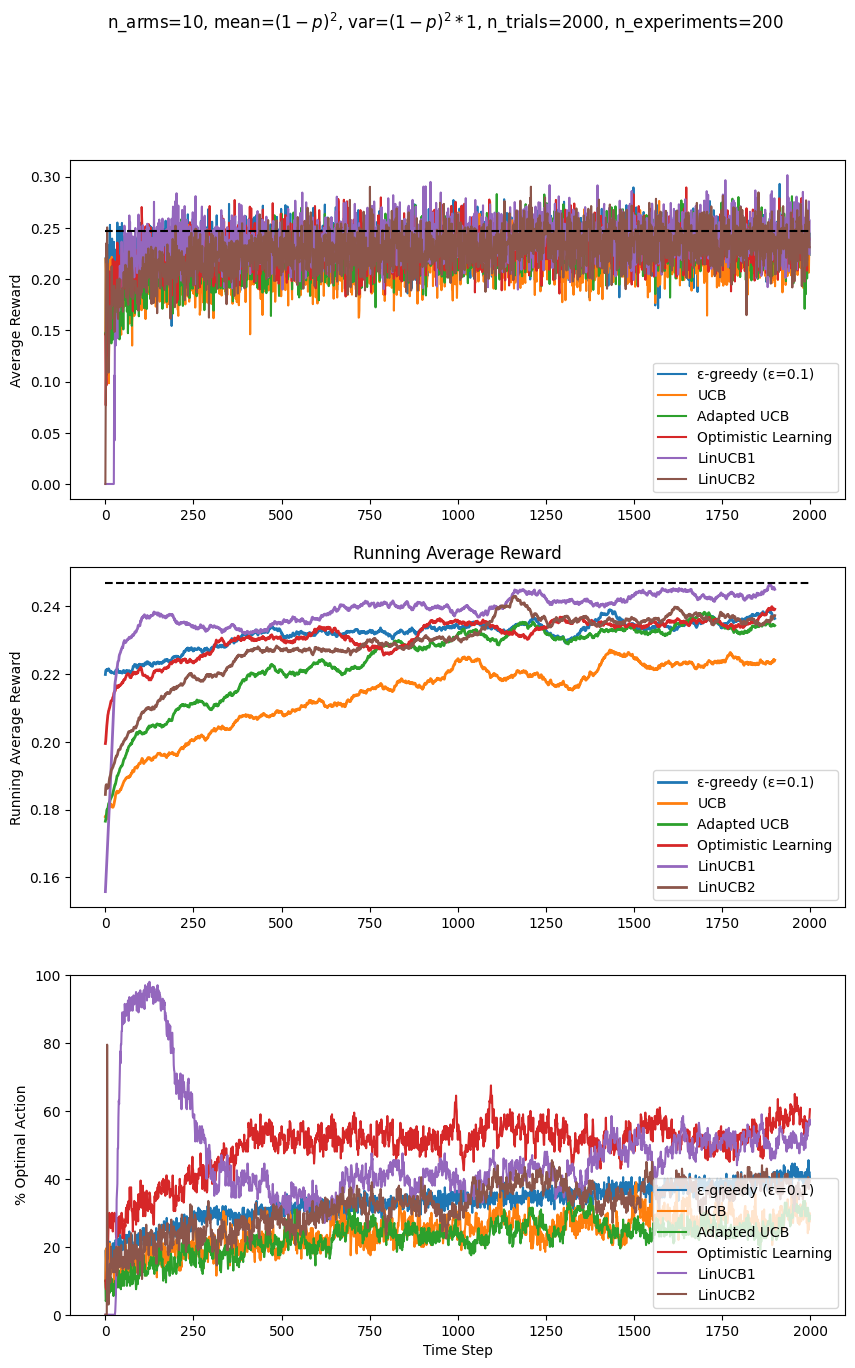 n_arms=10, mean=$(1-p)^2$, var=$(1-p)^2*1$, n_trials=2000, n_experiments=200
Average Reward
0.30
0.25
0.20
0.15
0.10
0.05
0.00
ε-greedy (ε=0.1)
UCB
Adapted UCB
Optimistic Learning
LinUCB1
LinUCB2
0 250 500 750 1000 1250 1500 1750 2000
Running Average Reward
Running Average Reward
0.24
0.22
0.20
0.18
0.16
ε-greedy (ε=0.1)
UCB
Adapted UCB
Optimistic Learning
LinUCB1
LinUCB2
0 250 500 750 1000 1250 1500 1750 2000
% Optimal Action
100
80
60
40
20
0
ε-greedy (ε=0.1)
UCB
Adapted UCB
Optimistic Learning
LinUCB1
LinUCB2
0 250 500 750 1000 1250 1500 1750 2000
Time Step